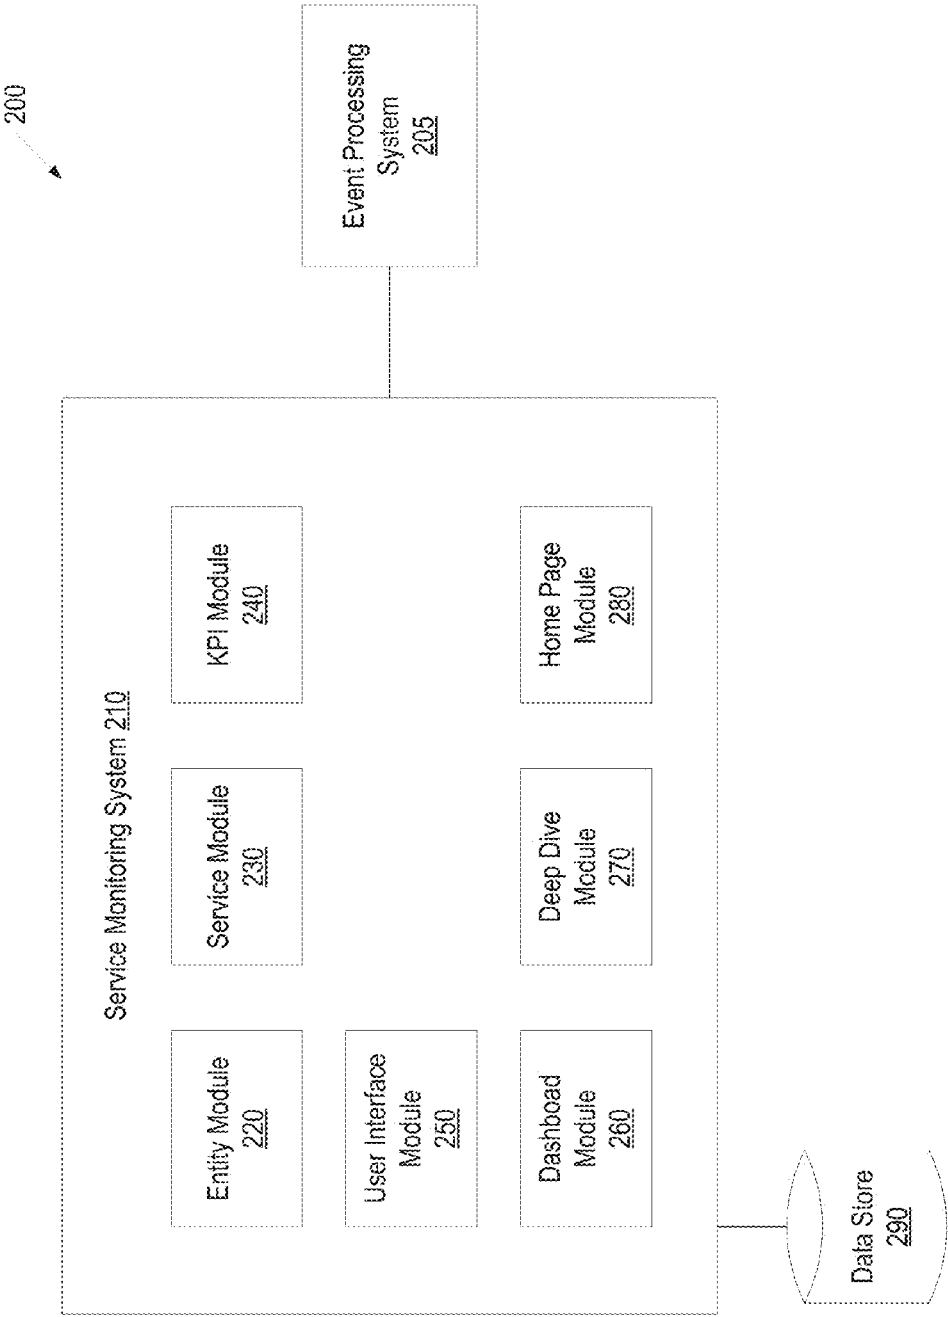 200
Service Monitoring System 210
Entity Module
220
Service Module
230
KPI Module
240
User Interface
Module
250
Dashboad
Module
260
Deep Dive
Module
270
Home Page
Module
280
Event Processing
System
205
Data Store
290